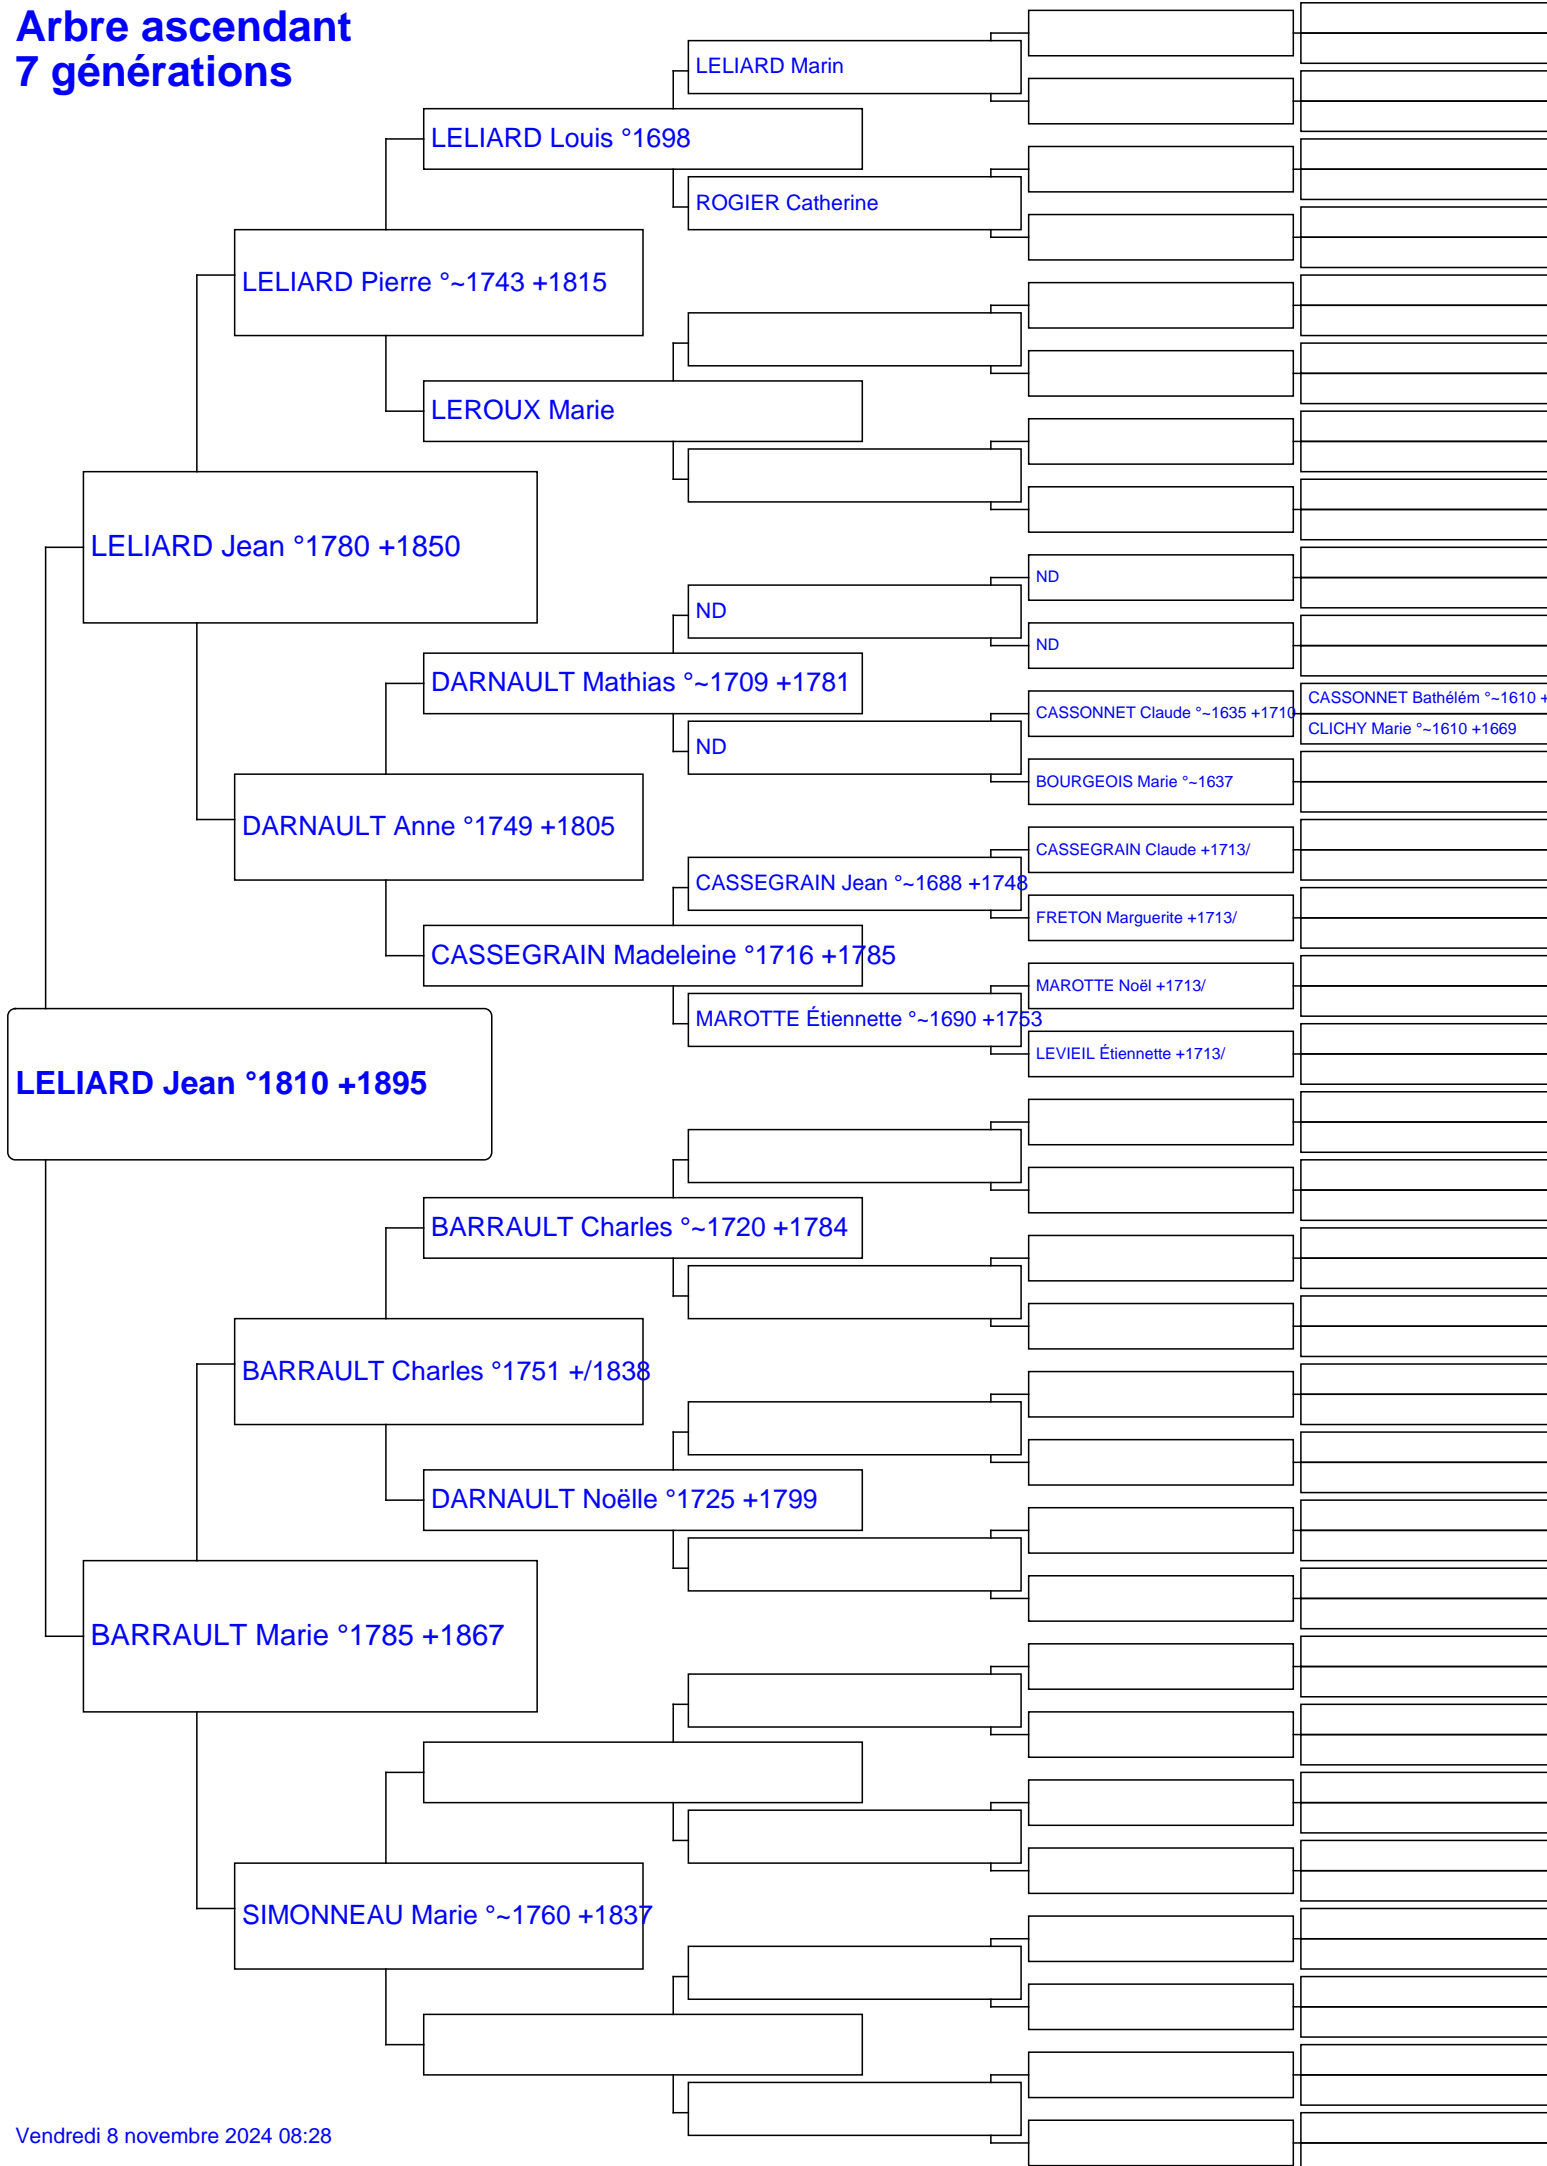 Arbre ascendant
7 générations
LELIARD Marin
LELIARD Louis °1698
ROGIER Catherine
LELIARD Pierre °~1743 +1815
LEROUX Marie
LELIARD Jean °1780 +1850
ND
ND
ND
DARNAULT Mathias °~1709 +1781
CASSONNET Bathélém °~1610 +
CASSONNET Claude °~1635 +1710
CLICHY Marie °~1610 +1669
ND
BOURGEOIS Marie °~1637
DARNAULT Anne °1749 +1805
CASSEGRAIN Claude +1713/
CASSEGRAIN Jean °~1688 +1748
FRETON Marguerite +1713/
CASSEGRAIN Madeleine °1716 +1785
MAROTTE Noël +1713/
MAROTTE Étiennette °~1690 +1753
LEVIEIL Étiennette +1713/
LELIARD Jean °1810 +1895
BARRAULT Charles °~1720 +1784
BARRAULT Charles °1751 +/1838
DARNAULT Noëlle °1725 +1799
BARRAULT Marie °1785 +1867
SIMONNEAU Marie °~1760 +1837
Vendredi 8 novembre 2024 08:28